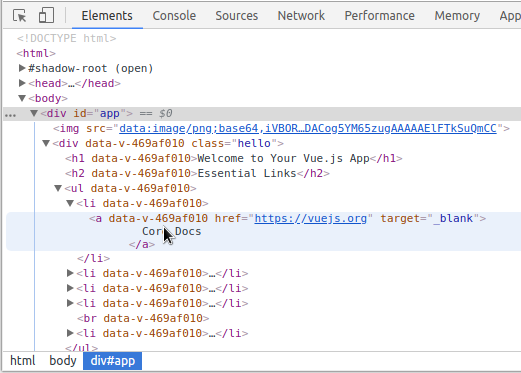 Elements Console Sources Network Performance Memory App
<!DOCTYPE html>
<html>
#shadow-root (open)
<head>…</head>
<body>
… <div id="app"> == $0
<img src="data:image/png;base64,iVBOR…DACog5YM65zugAAAAAElFTkSuQmCC">
<div data-v-469af010 class="hello">
<h1 data-v-469af010>Welcome to Your Vue.js App</h1>
<h2 data-v-469af010>Essential Links</h2>
<ul data-v-469af010>
<li data-v-469af010>
<a data-v-469af010 href="https://vuejs.org" target="_blank">
Core Docs
</a>
</li>
<li data-v-469af010>…</li>
<li data-v-469af010>…</li>
<li data-v-469af010>…</li>
<br data-v-469af010>
<li data-v-469af010>…</li>
</ul>
html body div#app